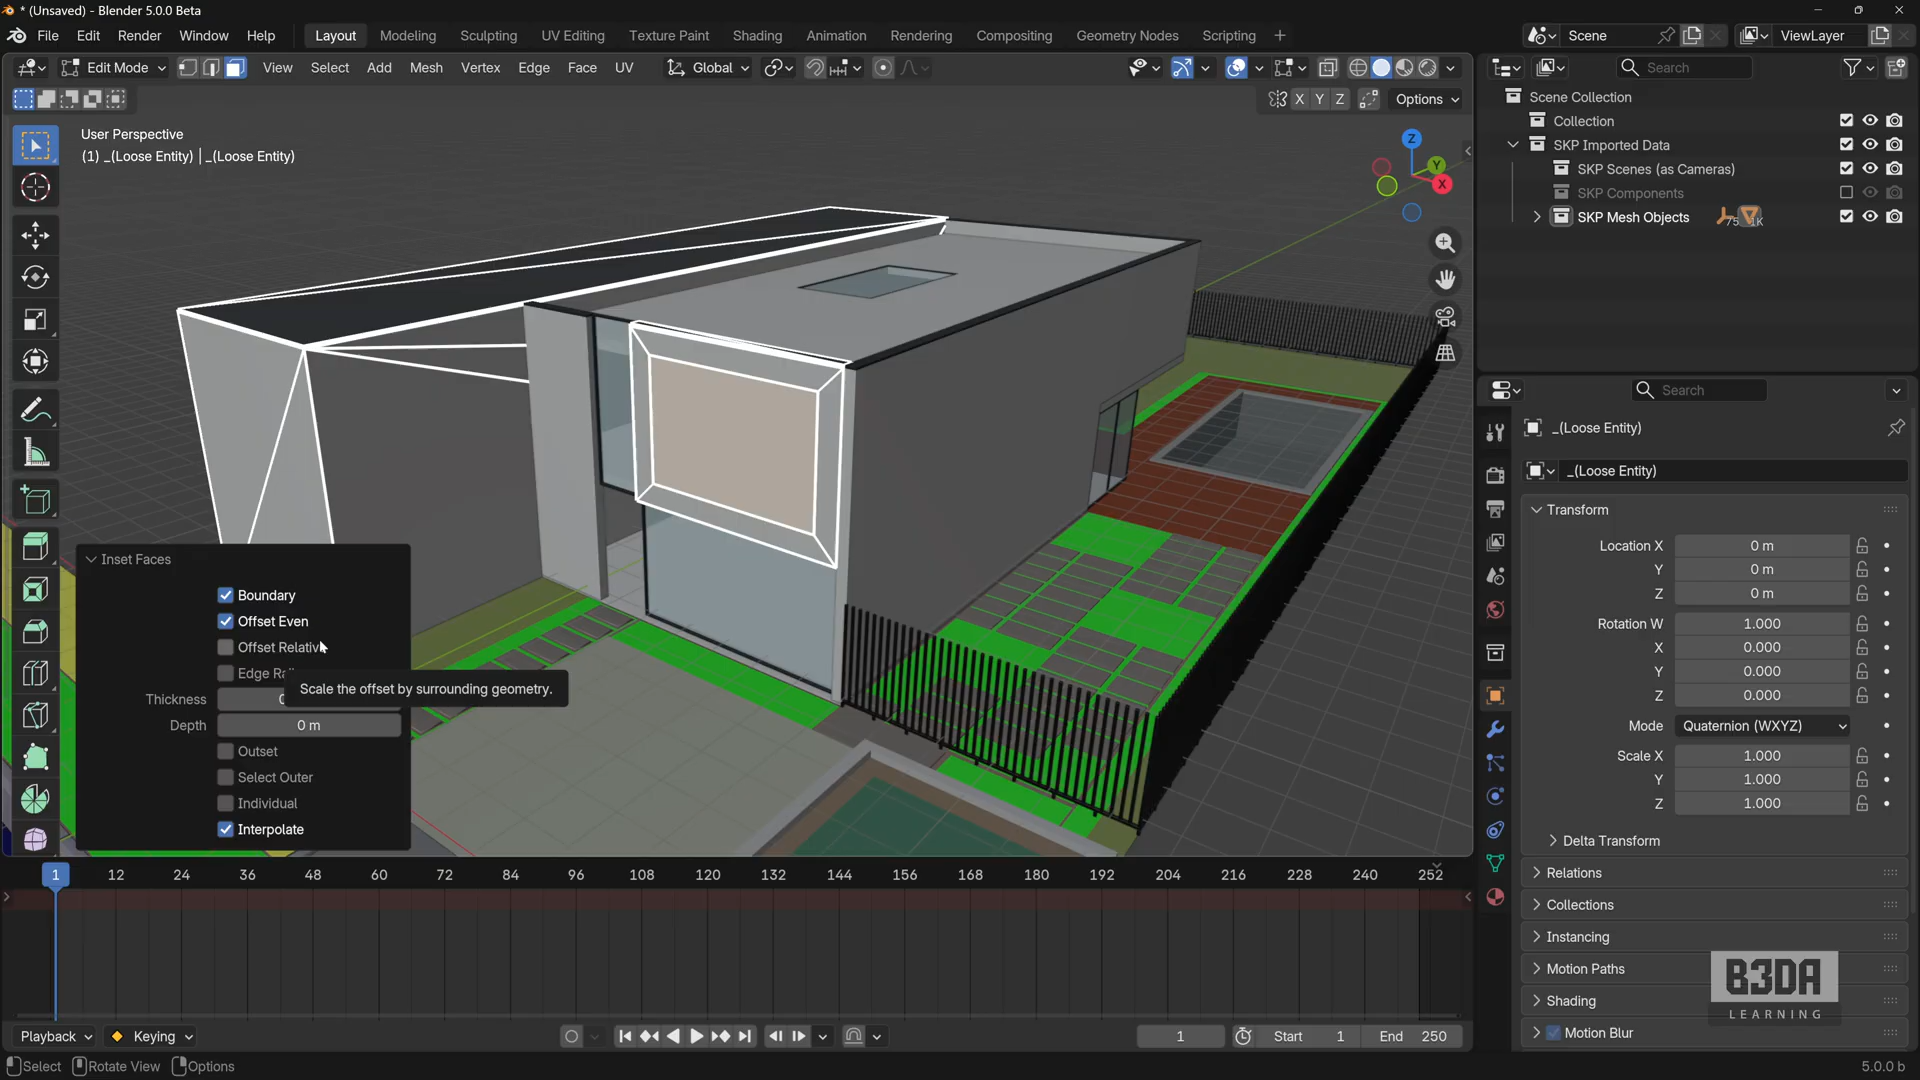 * (Unsaved) - Blender 5.0.0 Beta
File Edit Render Window Help
Layout Modeling Sculpting UV Editing Texture Paint Shading Animation Rendering Compositing Geometry Nodes Scripting
Scene
ViewLayer
Edit Mode
View Select Add Mesh Vertex Edge Face UV
Global
X Y Z
Options
User Perspective
(1) _(Loose Entity) | _(Loose Entity)
Z
Y
X
Search
Scene Collection
Collection
SKP Imported Data
SKP Scenes (as Cameras)
SKP Components
SKP Mesh Objects
Search
_(Loose Entity)
_(Loose Entity)
Transform
Location X 0 m
Y 0 m
Z 0 m
Rotation W 1.000
X 0.000
Y 0.000
Z 0.000
Mode Quaternion (WXYZ)
Scale X 1.000
Y 1.000
Z 1.000
Delta Transform
Relations
Collections
Instancing
Motion Paths
Shading
Motion Blur
B3DA
LEARNING
Inset Faces
Boundary
Offset Even
Offset Relative
Scale the offset by surrounding geometry.
Thickness
Depth 0 m
Outset
Select Outer
Individual
Interpolate
1 12 24 36 48 60 72 84 96 108 120 132 144 156 168 180 192 204 216 228 240 252
Playback
Keying
1
Start 1
End 250
Select
Rotate View
Options
5.0.0 b